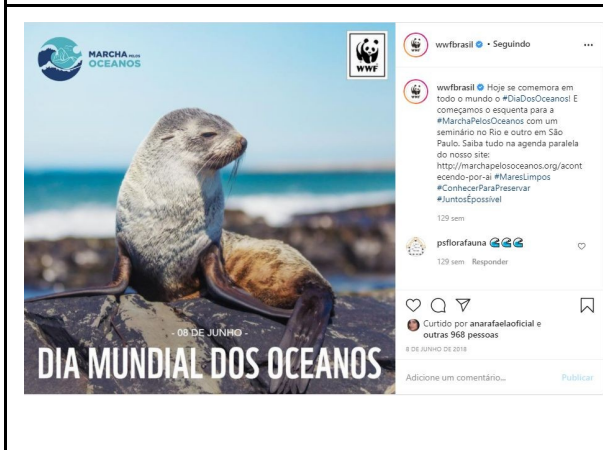 MARCHA PELOS
OCEANOS
WWF
- 08 DE JUNHO -
DIA MUNDIAL DOS OCEANOS
wwfbrasil • Seguindo
wwfbrasil Hoje se comemora em
todo o mundo o #DiaDosOceanos! E
começamos o esquenta para a
#MarchaPelosOceanos com um
seminário no Rio e outro em São
Paulo. Saiba tudo na agenda paralela
do nosso site:
http://marchapelosoceanos.org/acont
ecendo-por-ai #MaresLimpos
#ConhecerParaPreservar
#JuntosÉpossível
129 sem
psflorafauna 🌊🌊🌊
129 sem Responder
Curtido por anarafaelaoficial e
outras 968 pessoas
8 DE JUNHO DE 2018
Adicione um comentário...
Publicar